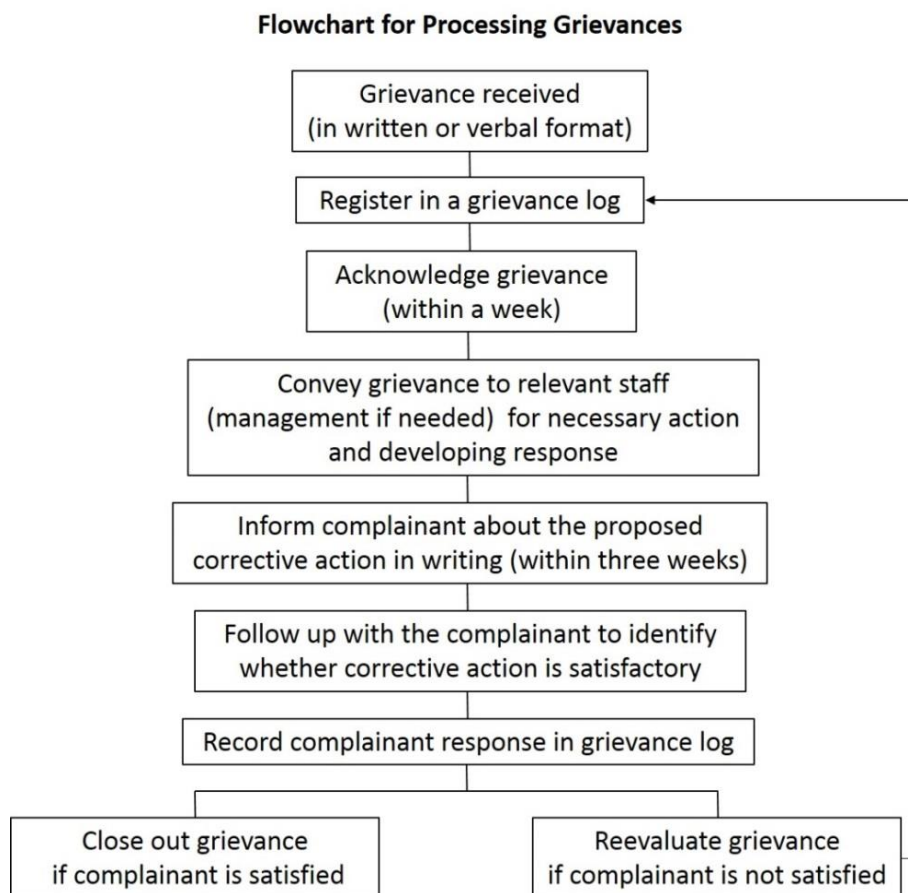 Flowchart for Processing Grievances
Grievance received
(in written or verbal format)
Register in a grievance log
Acknowledge grievance
(within a week)
Convey grievance to relevant staff
(management if needed) for necessary action
and developing response
Inform complainant about the proposed
corrective action in writing (within three weeks)
Follow up with the complainant to identify
whether corrective action is satisfactory
Record complainant response in grievance log
Close out grievance
if complainant is satisfied
Reevaluate grievance
if complainant is not satisfied